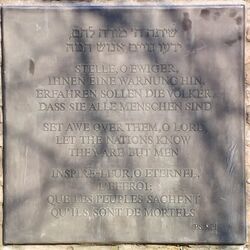 שיתה ה' מורה להם,
ידעו גויים אנוש המה
STELLE, O EWIGER,
IHNEN EINE WARNUNG HIN.
ERFAHREN SOLLEN DIE VÖLKER,
DASS SIE ALLE MENSCHEN SIND
SET AWE OVER THEM, O LORD,
LET THE NATIONS KNOW
THEY ARE BUT MEN
INSPIRE-LEUR, O ETERNEL,
L'EFFROI:
QUE LES PEUPLES SACHENT
QU'ILS SONT DE MORTELS